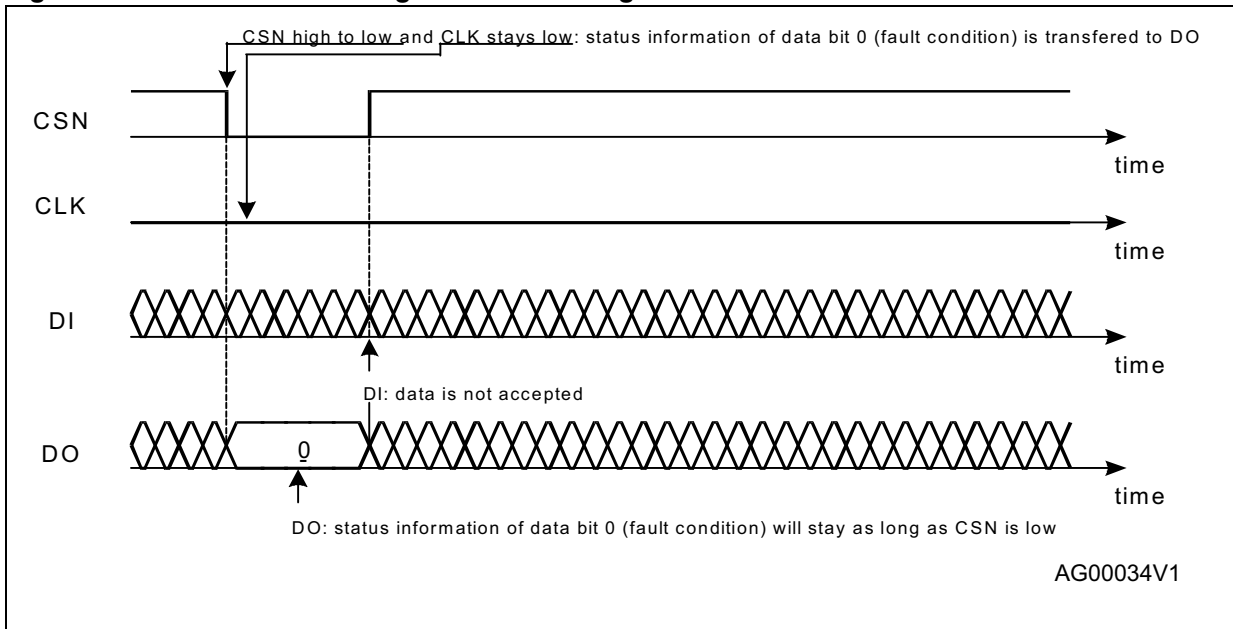 CSN high to low and CLK stays low: status information of data bit 0 (fault condition) is transfered to DO
CSN
time
CLK
time
DI
time
DI: data is not accepted
DO
0
time
DO: status information of data bit 0 (fault condition) will stay as long as CSN is low
AG00034V1